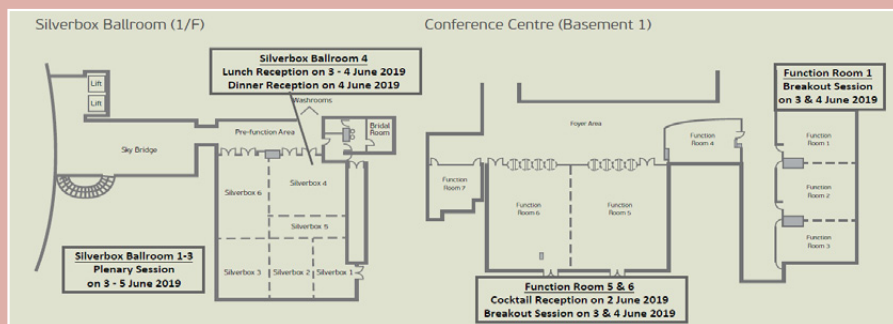 Silverbox Ballroom (1/F)
Silverbox Ballroom 4
Lunch Reception on 3 - 4 June 2019
Dinner Reception on 4 June 2019
Lift
Lift
Washrooms
Bridal
Room
Pre-function Area
Sky Bridge
Silverbox 6
Silverbox 4
Silverbox 5
Silverbox 3
Silverbox 2
Silverbox 1
Silverbox Ballroom 1-3
Plenary Session
on 3 - 5 June 2019
Conference Centre (Basement 1)
Function Room 1
Breakout Session
on 3 & 4 June 2019
Foyer Area
Function
Room 4
Function
Room 1
Function
Room 7
Function
Room 6
Function
Room 5
Function
Room 2
Function
Room 3
Function Room 5 & 6
Cocktail Reception on 2 June 2019
Breakout Session on 3 & 4 June 2019